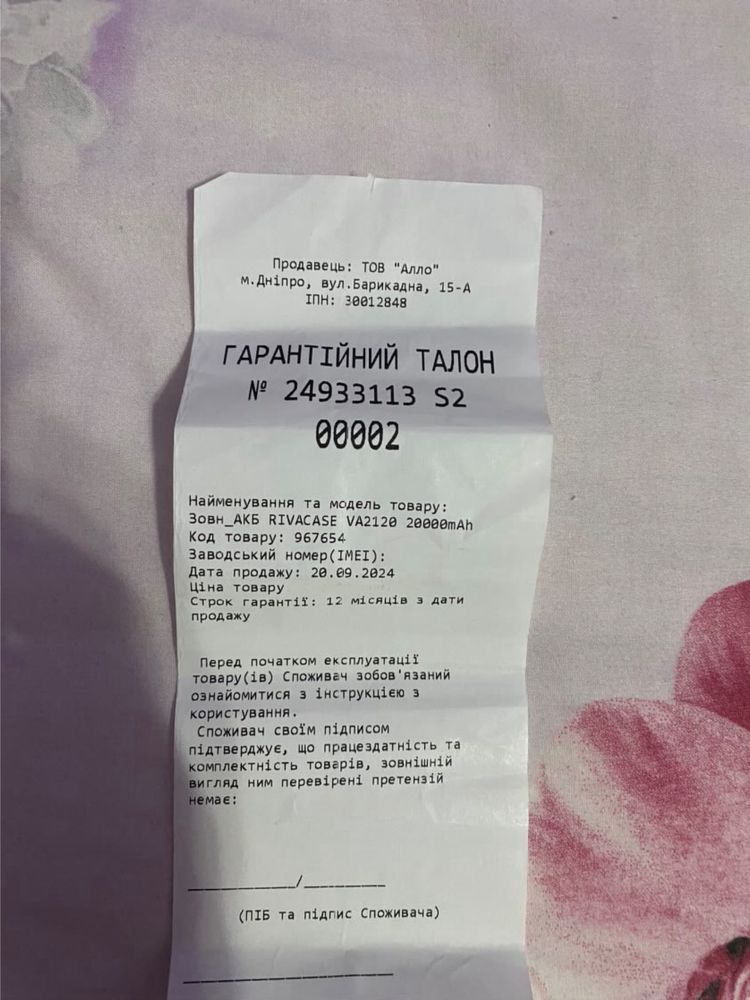 Продавець: ТОВ "Алло"
м.Дніпро, вул.Барикадна, 15-А
ІПН: 30012848
ГАРАНТІЙНИЙ ТАЛОН
№ 24933113 S2
00002
Найменування та модель товару:
Зовн_АКБ RIVACASE VA2120 20000mAh
Код товару: 967654
Заводський номер(IMEI):
Дата продажу: 20.09.2024
Ціна товару
Строк гарантії: 12 місяців з дати
продажу
Перед початком експлуатації
товару(ів) Споживач зобов'язаний
ознайомитися з інструкцією з
користування.
Споживач своїм підписом
підтверджує, що працездатність та
комплектність товарів, зовнішній
вигляд ним перевірені претензій
немає:
____________/_________
(ПІБ та підпис Споживача)